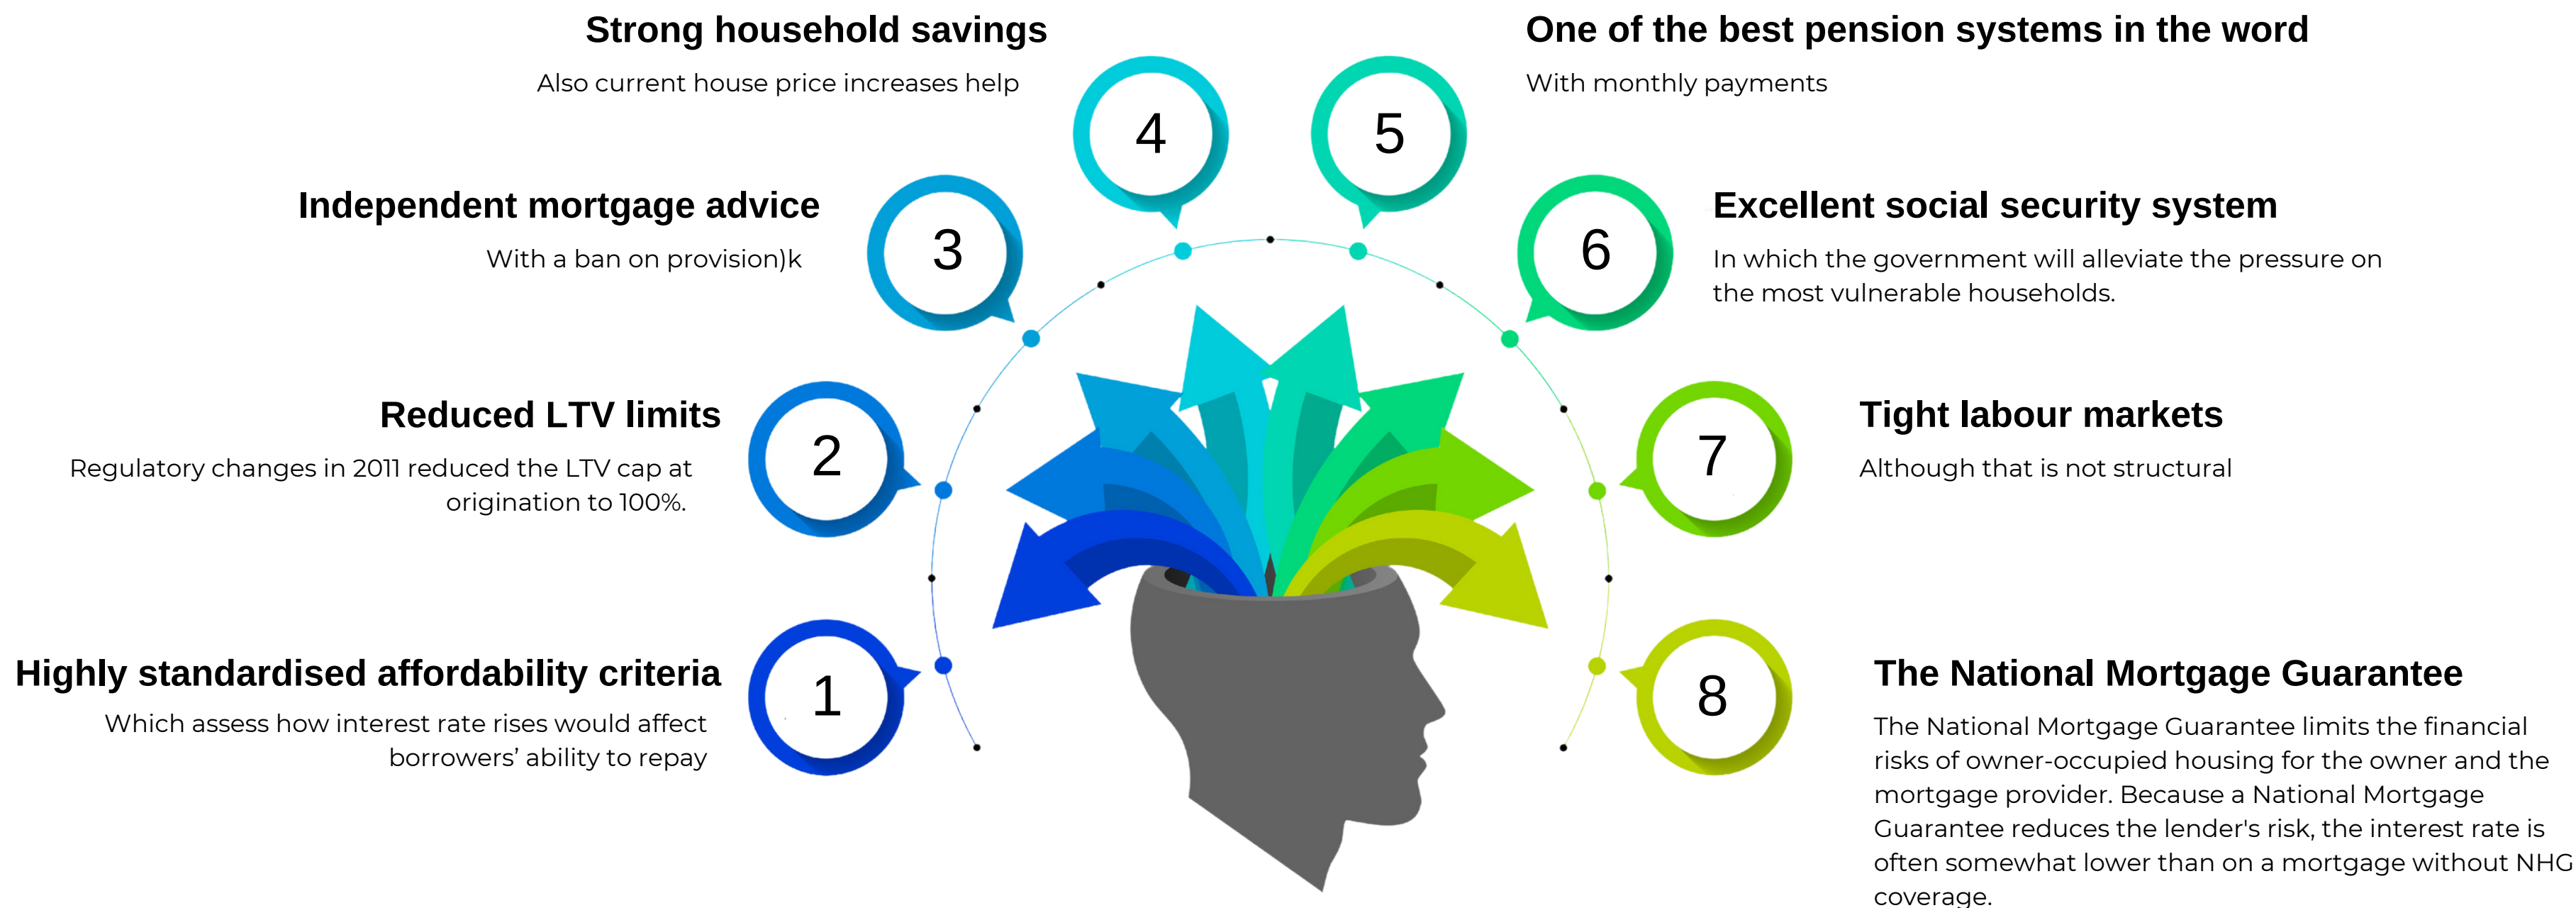 Strong household savings
Also current house price increases help
4
5
One of the best pension systems in the word
With monthly payments
Independent mortgage advice
With a ban on provision)k
3
6
Excellent social security system
In which the government will alleviate the pressure on
the most vulnerable households.
Reduced LTV limits
Regulatory changes in 2011 reduced the LTV cap at
origination to 100%.
2
7
Tight labour markets
Although that is not structural
Highly standardised affordability criteria
Which assess how interest rate rises would affect
borrowers’ ability to repay
1
8
The National Mortgage Guarantee
The National Mortgage Guarantee limits the financial
risks of owner-occupied housing for the owner and the
mortgage provider. Because a National Mortgage
Guarantee reduces the lender's risk, the interest rate is
often somewhat lower than on a mortgage without NHG
coverage.